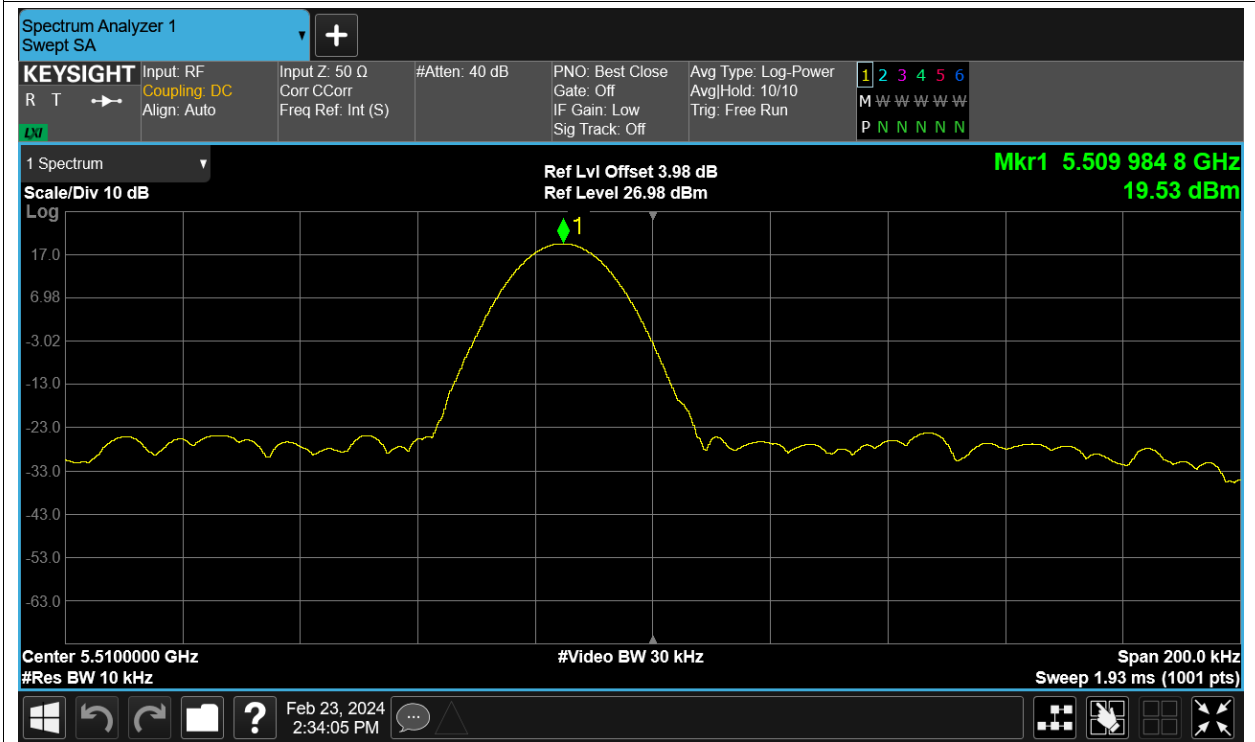 Spectrum Analyzer 1
Swept SA
+
KEYSIGHT
R T
LXI
Input: RF
Coupling: DC
Align: Auto
Input Z: 50 Ω
Corr CCorr
Freq Ref: Int (S)
#Atten: 40 dB
PNO: Best Close
Gate: Off
IF Gain: Low
Sig Track: Off
Avg Type: Log-Power
Avg|Hold: 10/10
Trig: Free Run
1 2 3 4 5 6
M W W W W W
P N N N N N
1 Spectrum
Scale/Div 10 dB
Log
Ref Lvl Offset 3.98 dB
Ref Level 26.98 dBm
Mkr1 5.509 984 8 GHz
19.53 dBm
1
17.0
6.98
-3.02
-13.0
-23.0
-33.0
-43.0
-53.0
-63.0
Center 5.5100000 GHz
#Res BW 10 kHz
#Video BW 30 kHz
Span 200.0 kHz
Sweep 1.93 ms (1001 pts)
?
Feb 23, 2024
2:34:05 PM